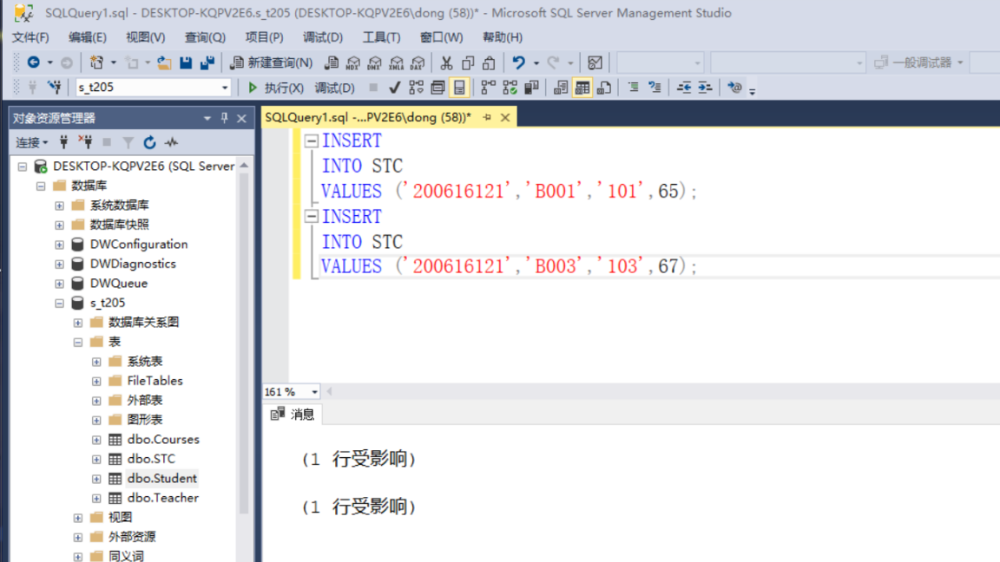 SQLQuery1.sql - DESKTOP-KQPV2E6.s_t205 (DESKTOP-KQPV2E6\dong (58))* - Microsoft SQL Server Management Studio
文件(F) 编辑(E) 视图(V) 查询(Q) 项目(P) 调试(D) 工具(T) 窗口(W) 帮助(H)
新建查询(N) MDX DMX XMLA DAX 一般调试器
s_t205 执行(X) 调试(D)
对象资源管理器
连接
DESKTOP-KQPV2E6 (SQL Server
数据库
系统数据库
数据库快照
DWConfiguration
DWDiagnostics
DWQueue
s_t205
数据库关系图
表
系统表
FileTables
外部表
图形表
dbo.Courses
dbo.STC
dbo.Student
dbo.Teacher
视图
外部资源
同义词
SQLQuery1.sql -...PV2E6\dong (58))*
INSERT
INTO STC
VALUES ('200616121','B001','101',65);
INSERT
INTO STC
VALUES ('200616121','B003','103',67);
161 %
消息
(1 行受影响)
(1 行受影响)